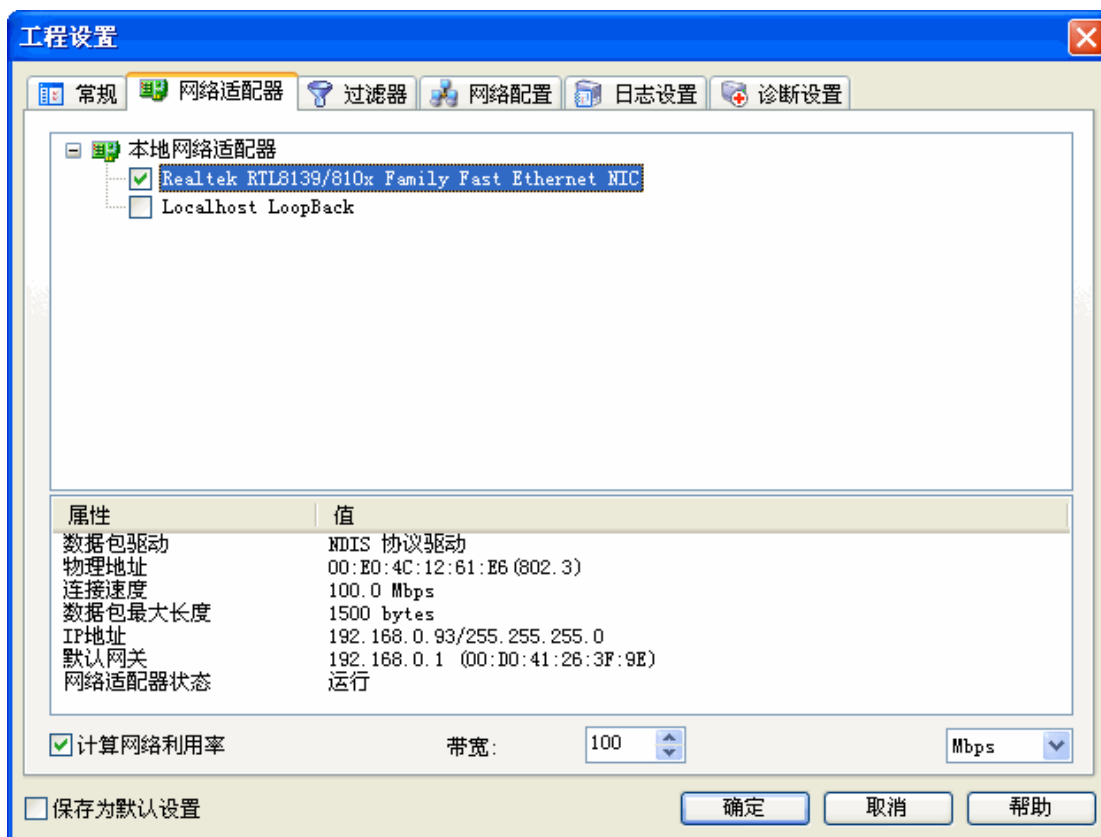 工程设置
常规 网络适配器 过滤器 网络配置 日志设置 诊断设置
本地网络适配器
Realtek RTL8139/810x Family Fast Ethernet NIC
Localhost LoopBack
属性 值
数据包驱动 NDIS 协议驱动
物理地址 00:E0:4C:12:61:E6(802.3)
连接速度 100.0 Mbps
数据包最大长度 1500 bytes
IP地址 192.168.0.93/255.255.255.0
默认网关 192.168.0.1 (00:D0:41:26:3F:9E)
网络适配器状态 运行
计算网络利用率 带宽: 100 Mbps
保存为默认设置 确定 取消 帮助